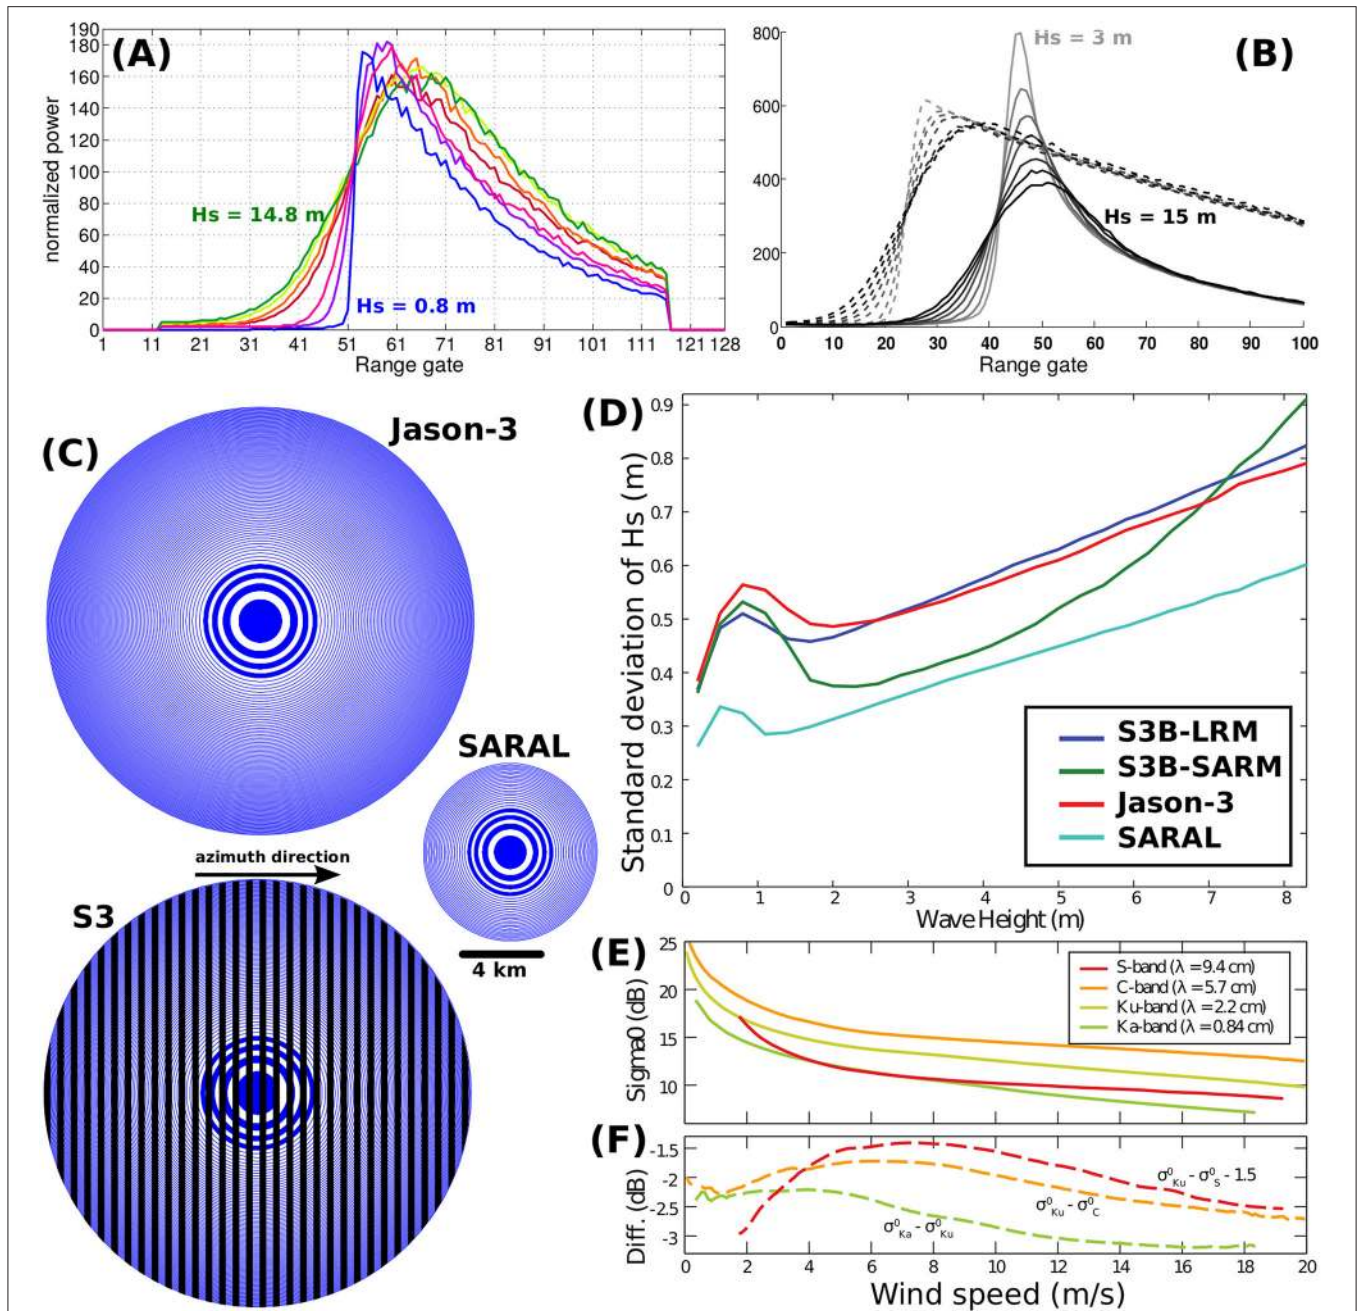 (A)
normalized power
190
180
160
140
120
100
80
60
40
20
0
Hs = 14.8 m
Hs = 0.8 m
1 11 21 31 41 51 61 71 81 91 101 111 121 128
Range gate
(B)
800
600
400
200
0
Hs = 3 m
Hs = 15 m
0 10 20 30 40 50 60 70 80 90 100
Range gate
(C)
Jason-3
SARAL
4 km
azimuth direction
S3
(D)
Standard deviation of Hs (m)
0.9
0.8
0.7
0.6
0.5
0.4
0.3
0.2
0.1
0
S3B-LRM
S3B-SARM
Jason-3
SARAL
0 1 2 3 4 5 6 7 8
Wave Height (m)
(E)
Sigma0 (dB)
25
20
15
10
S-band (λ = 9.4 cm)
C-band (λ = 5.7 cm)
Ku-band (λ = 2.2 cm)
Ka-band (λ = 0.84 cm)
(F)
Diff. (dB)
-1.5
-2
-2.5
-3
σ⁰Ku - σ⁰S - 1.5
σ⁰Ku - σ⁰C
σ⁰Ka - σ⁰Ku
0 2 4 6 8 10 12 14 16 18 20
Wind speed (m/s)